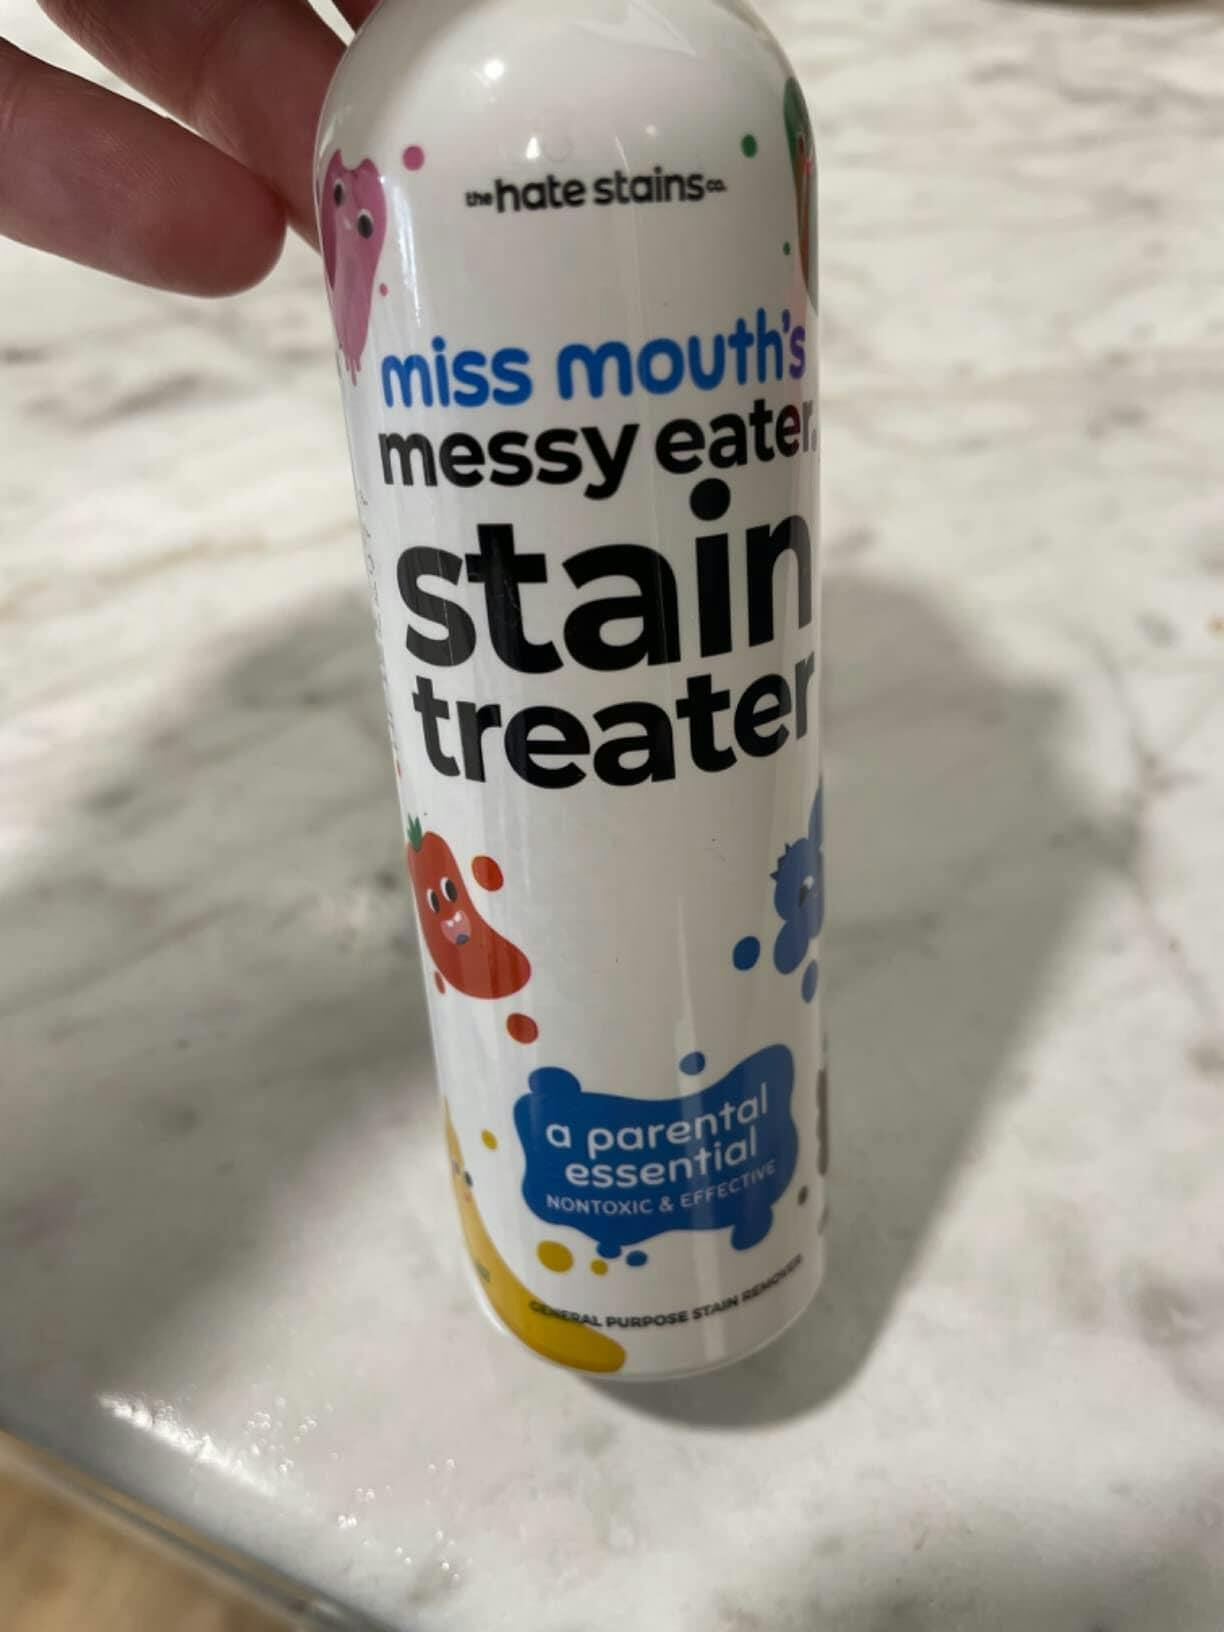 the hate stains co.
miss mouth's
messy eater.
stain
treater
a parental
essential
NONTOXIC & EFFECTIVE
GENERAL PURPOSE STAIN REMOVER